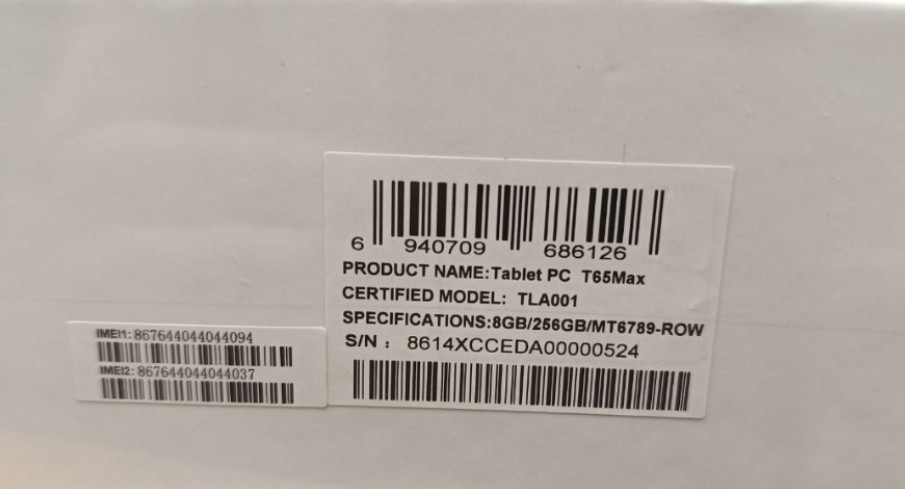 6 940709 686126
PRODUCT NAME:Tablet PC T65Max
CERTIFIED MODEL: TLA001
SPECIFICATIONS:8GB/256GB/MT6789-ROW
S/N : 8614XCCEDA00000524
IMEI1: 867644044044094
IMEI2: 867644044044037